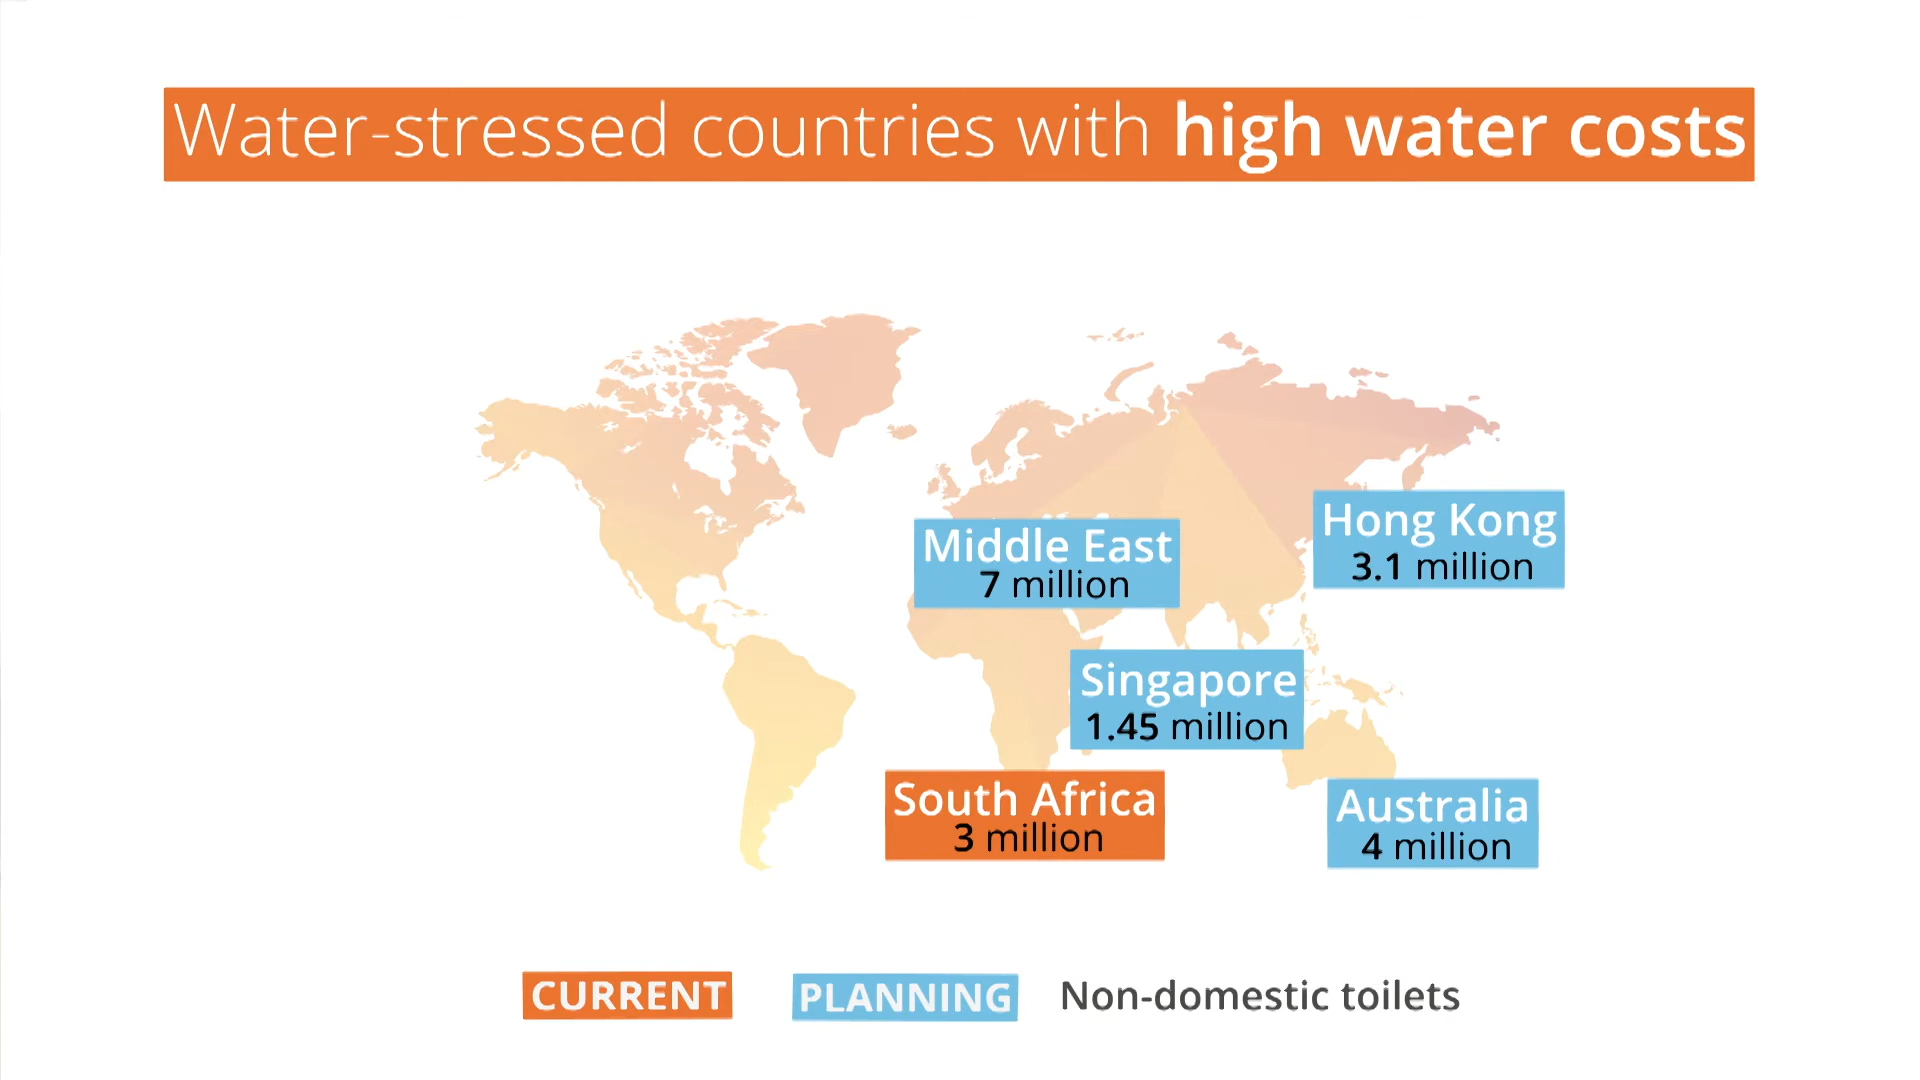 Water-stressed countries with high water costs
Hong Kong
3.1 million
Middle East
7 million
Singapore
1.45 million
South Africa
3 million
Australia
4 million
CURRENT PLANNING Non-domestic toilets